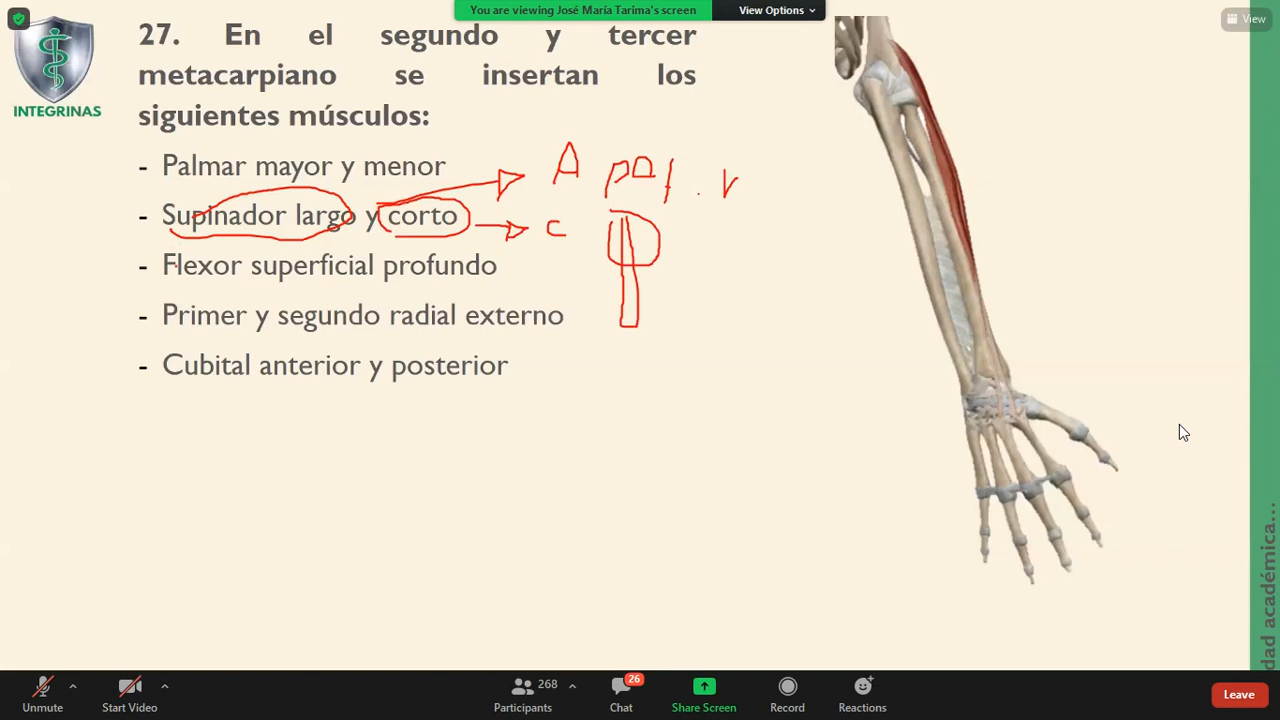 You are viewing José María Tarima's screen
View Options
View
INTEGRINAS
27. En el segundo y tercer
metacarpiano se insertan los
siguientes músculos:
- Palmar mayor y menor
- Supinador largo y corto
- Flexor superficial profundo
- Primer y segundo radial externo
- Cubital anterior y posterior
A
c
dad académica...
Unmute
Start Video
268
Participants
26
Chat
Share Screen
Record
Reactions
Leave